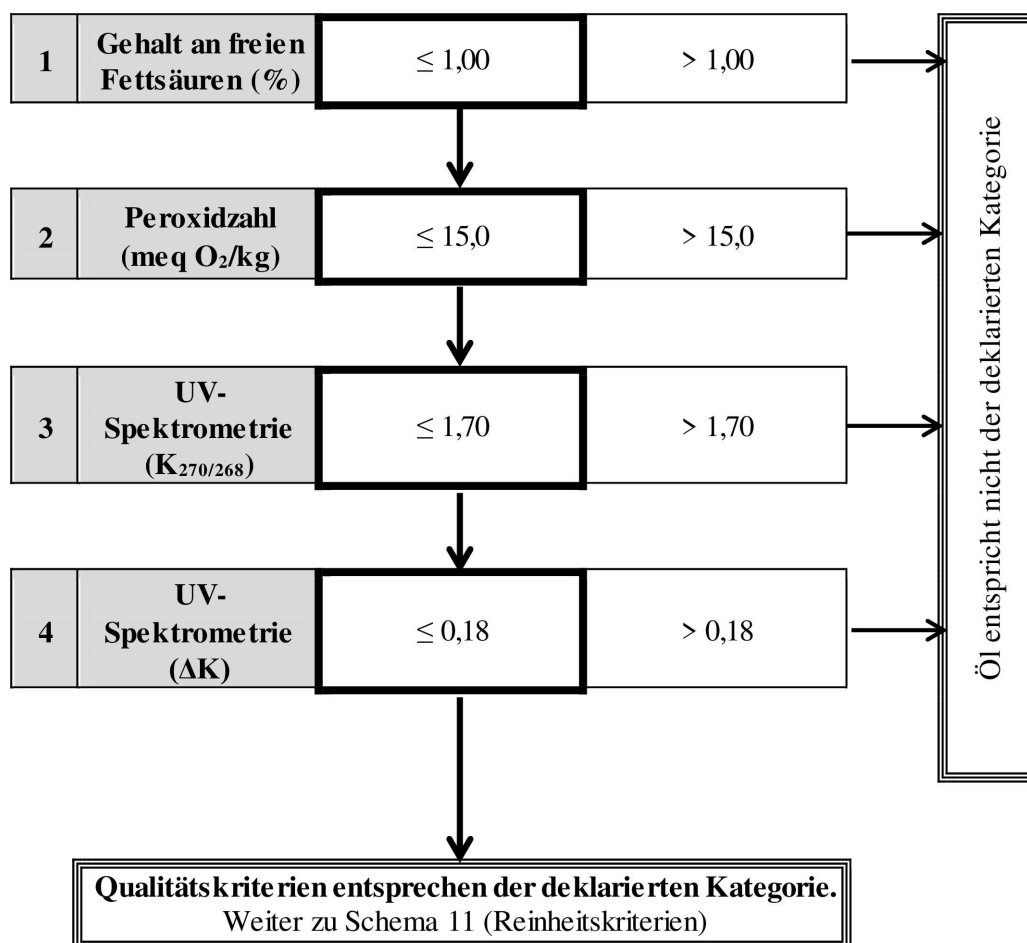 1
Gehalt an freien
Fettsäuren (%)
≤ 1,00
> 1,00
2
Peroxidzahl
(meq O₂/kg)
≤ 15,0
> 15,0
3
UV-
Spektrometrie
(K₂₇₀/₂₆₈)
≤ 1,70
> 1,70
4
UV-
Spektrometrie
(ΔK)
≤ 0,18
> 0,18
Öl entspricht nicht der deklarierten Kategorie
Qualitätskriterien entsprechen der deklarierten Kategorie.
Weiter zu Schema 11 (Reinheitskriterien)